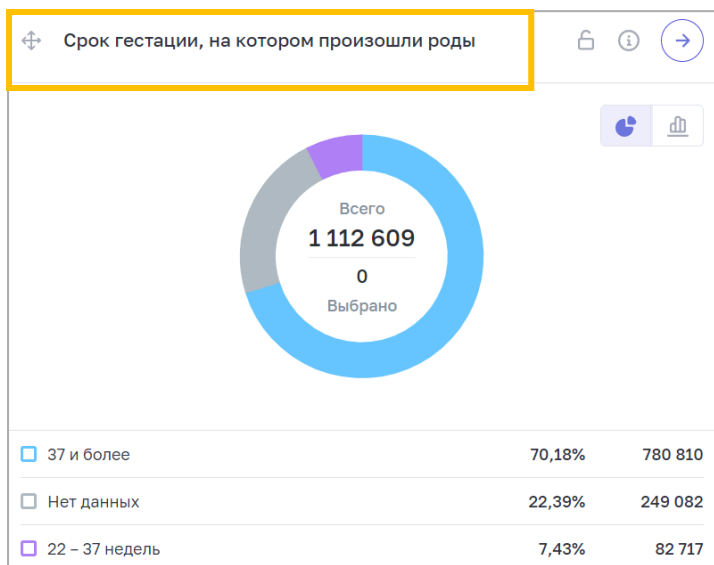 Срок гестации, на котором произошли роды
Всего
1 112 609
0
Выбрано
37 и более 70,18% 780 810
Нет данных 22,39% 249 082
22 – 37 недель 7,43% 82 717